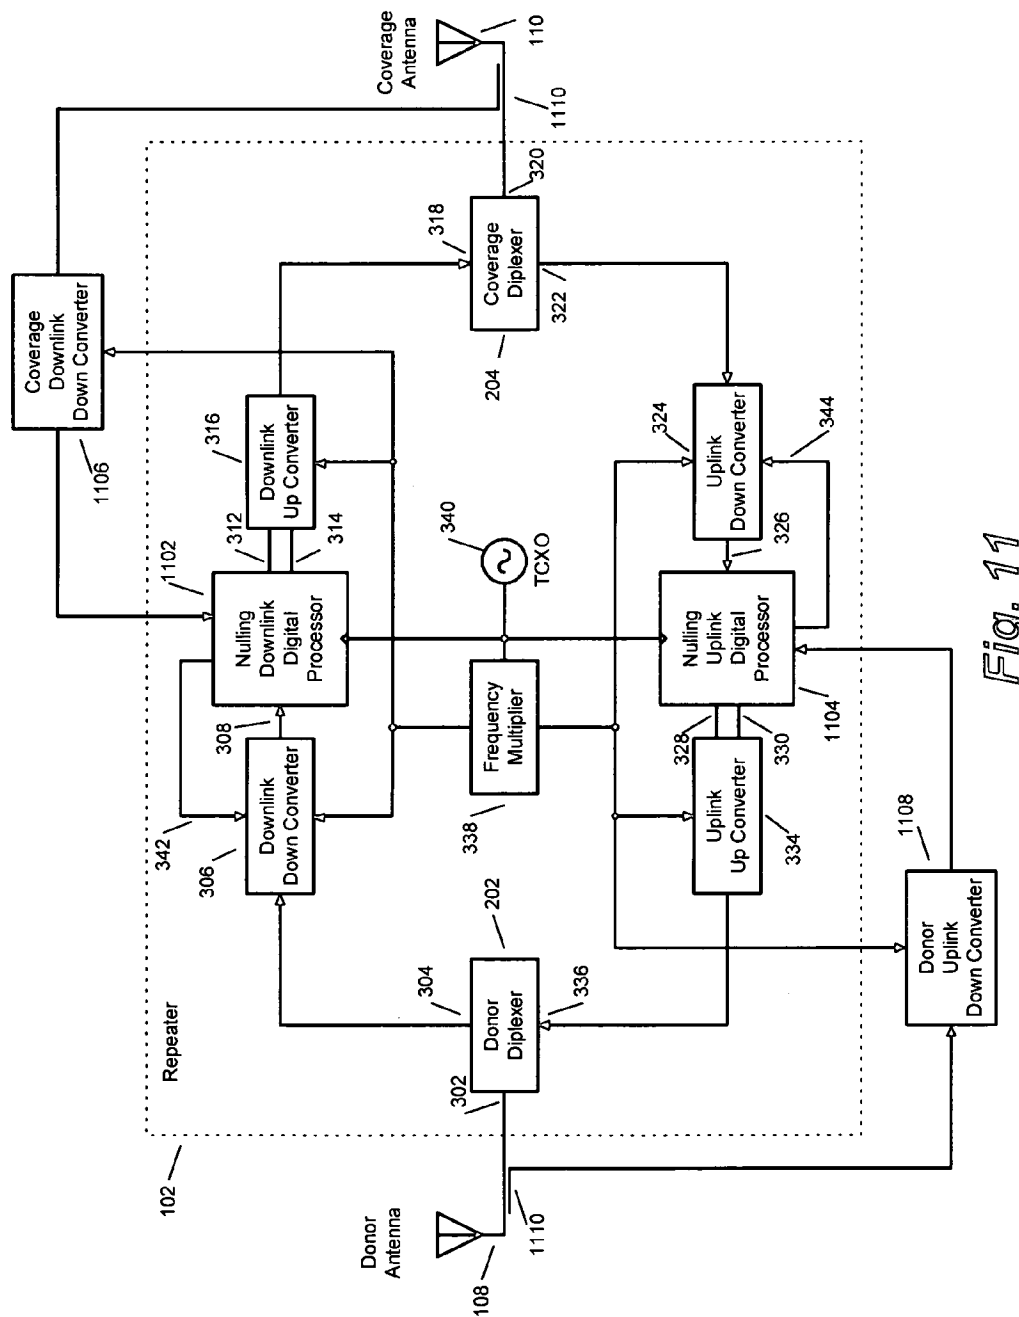 Donor
Antenna
108
1110
102
Repeater
302
Donor
Diplexer
304
336
202
342
306
Downlink
Down Converter
308
1102
Nulling
Downlink
Digital
Processor
312
314
316
Downlink
Up Converter
1106
Coverage
Downlink
Down Converter
338
Frequency
Multiplier
340
TCXO
318
Coverage
Diplexer
320
322
204
1110
Coverage
Antenna
110
334
Uplink
Up Converter
328
330
1104
Nulling
Uplink
Digital
Processor
326
324
Uplink
Down Converter
344
1108
Donor
Uplink
Down Converter
Fig. 11